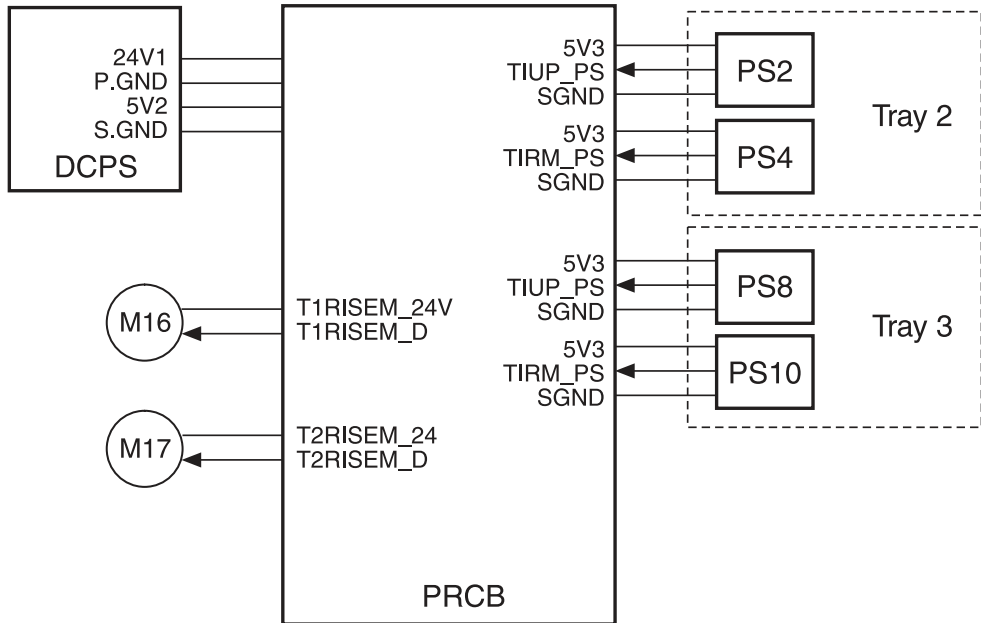 24V1
P.GND
5V2
S.GND
DCPS
M16
T1RISEM_24V
T1RISEM_D
M17
T2RISEM_24
T2RISEM_D
PRCB
5V3
TIUP_PS
SGND
PS2
5V3
TIRM_PS
SGND
PS4
Tray 2
5V3
TIUP_PS
SGND
PS8
5V3
TIRM_PS
SGND
PS10
Tray 3